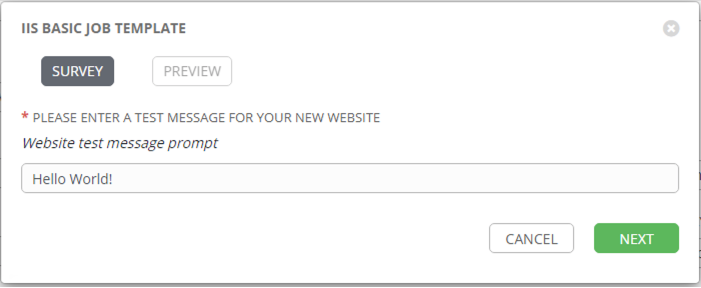 IIS BASIC JOB TEMPLATE
SURVEY PREVIEW
* PLEASE ENTER A TEST MESSAGE FOR YOUR NEW WEBSITE
Website test message prompt
Hello World!
CANCEL NEXT